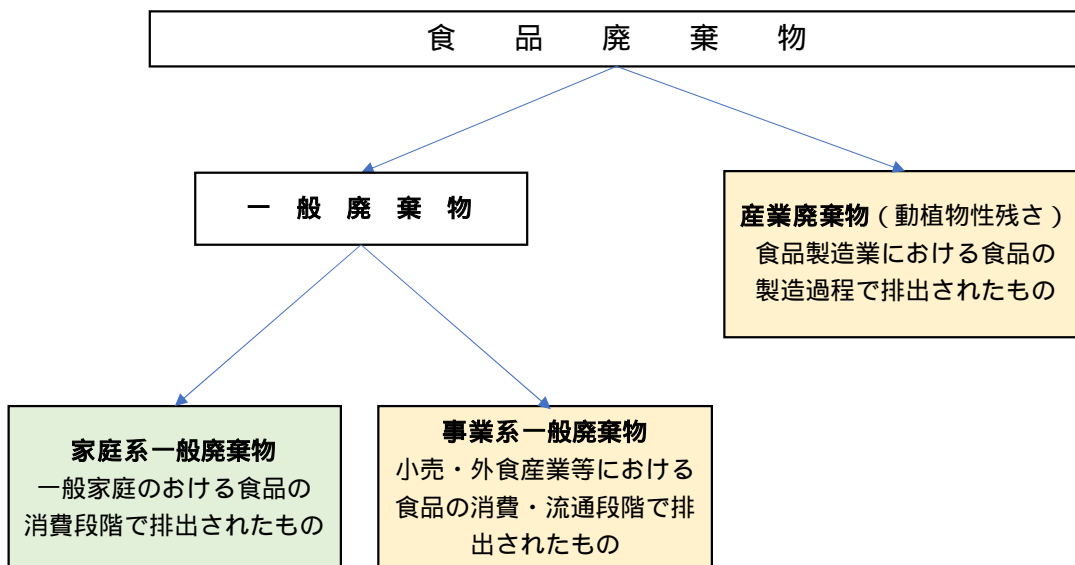 食 品 廃 棄 物
一 般 廃 棄 物
産業廃棄物（動植物性残さ）
食品製造業における食品の
製造過程で排出されたもの
家庭系一般廃棄物
一般家庭のおける食品の
消費段階で排出されたもの
事業系一般廃棄物
小売・外食産業等における
食品の消費・流通段階で排
出されたもの